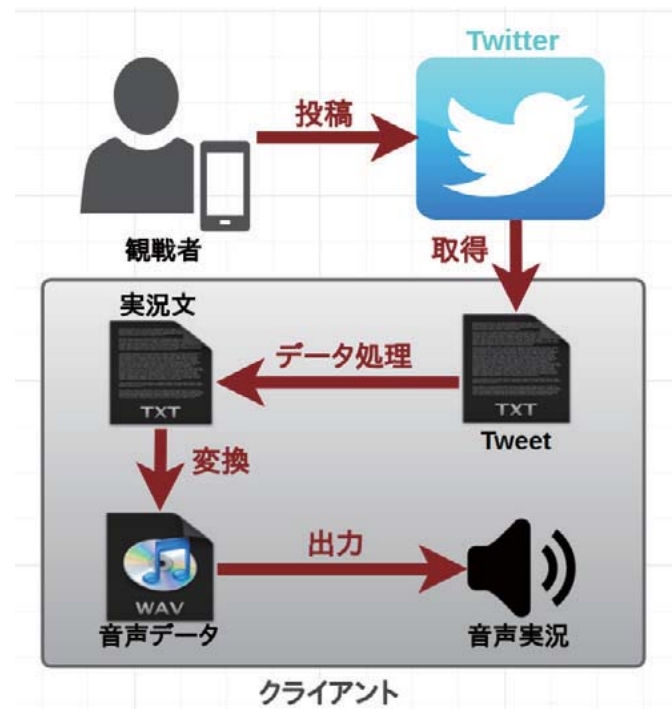 Twitter
投稿
観戦者
取得
実況文
TXT
データ処理
TXT
Tweet
変換
WAV
音声データ
出力
音声実況
クライアント